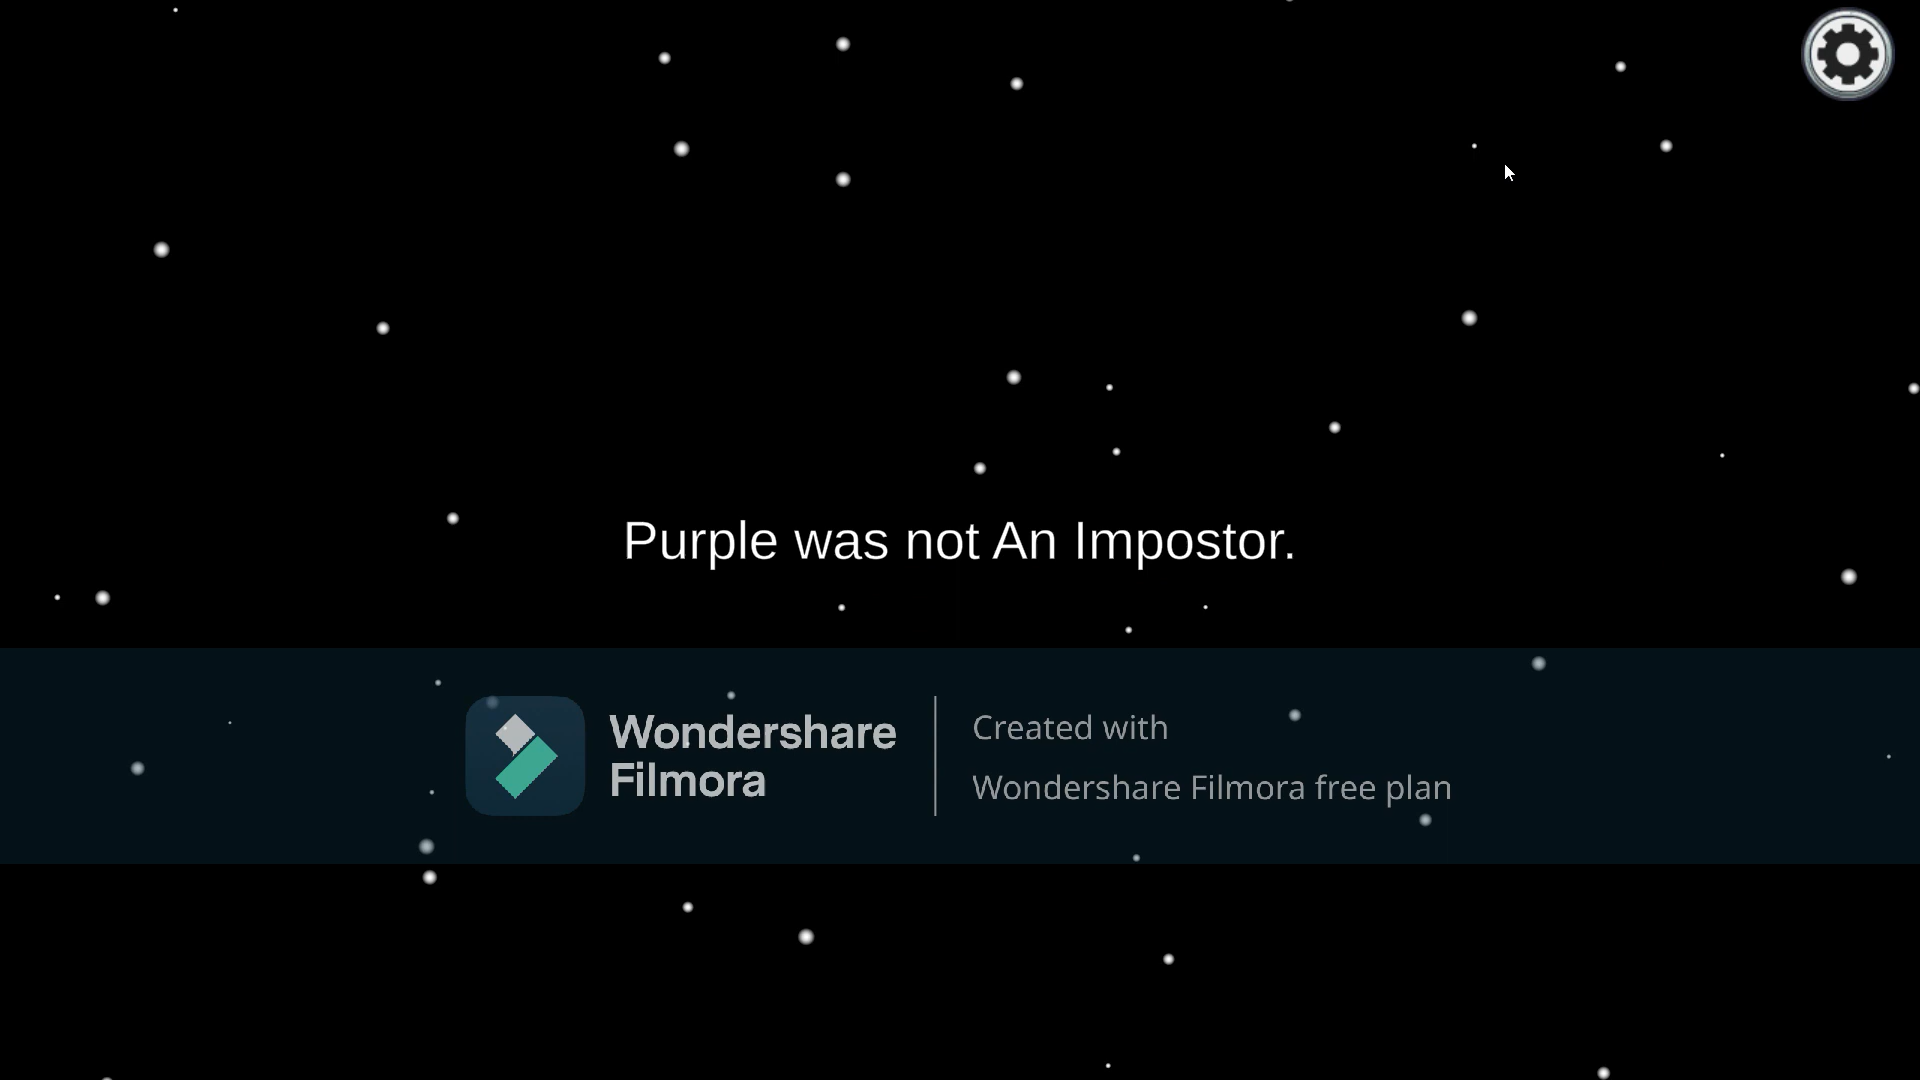 Purple was not An Impostor.
Wondershare
Filmora
Created with
Wondershare Filmora free plan